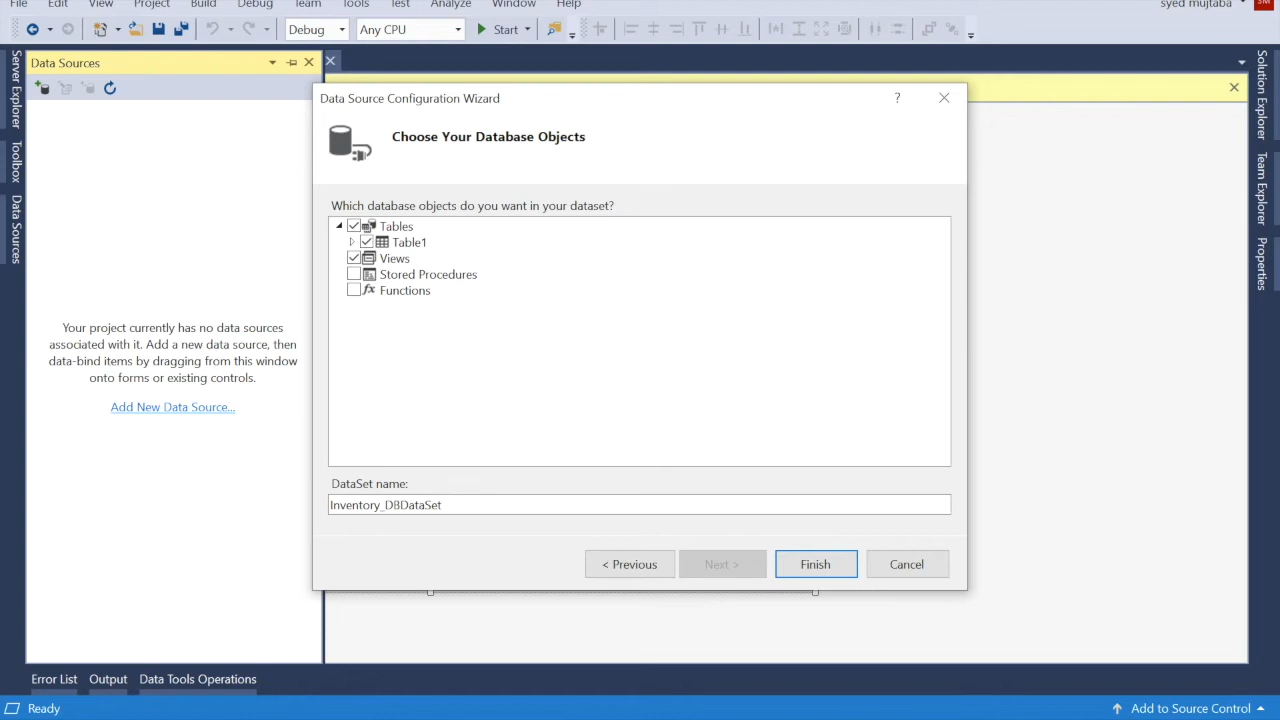 File Edit View Project Build Debug Team Tools Test Analyze Window Help syed mujtaba SM
Debug Any CPU Start
Server Explorer
Toolbox
Data Sources
Data Sources
Your project currently has no data sources
associated with it. Add a new data source, then
data-bind items by dragging from this window
onto forms or existing controls.
Add New Data Source...
Data Source Configuration Wizard ?
Choose Your Database Objects
Which database objects do you want in your dataset?
Tables
Table1
Views
Stored Procedures
fx Functions
DataSet name:
Inventory_DBDataSet
< Previous Next > Finish Cancel
Solution Explorer
Team Explorer
Properties
Error List Output Data Tools Operations
Ready Add to Source Control